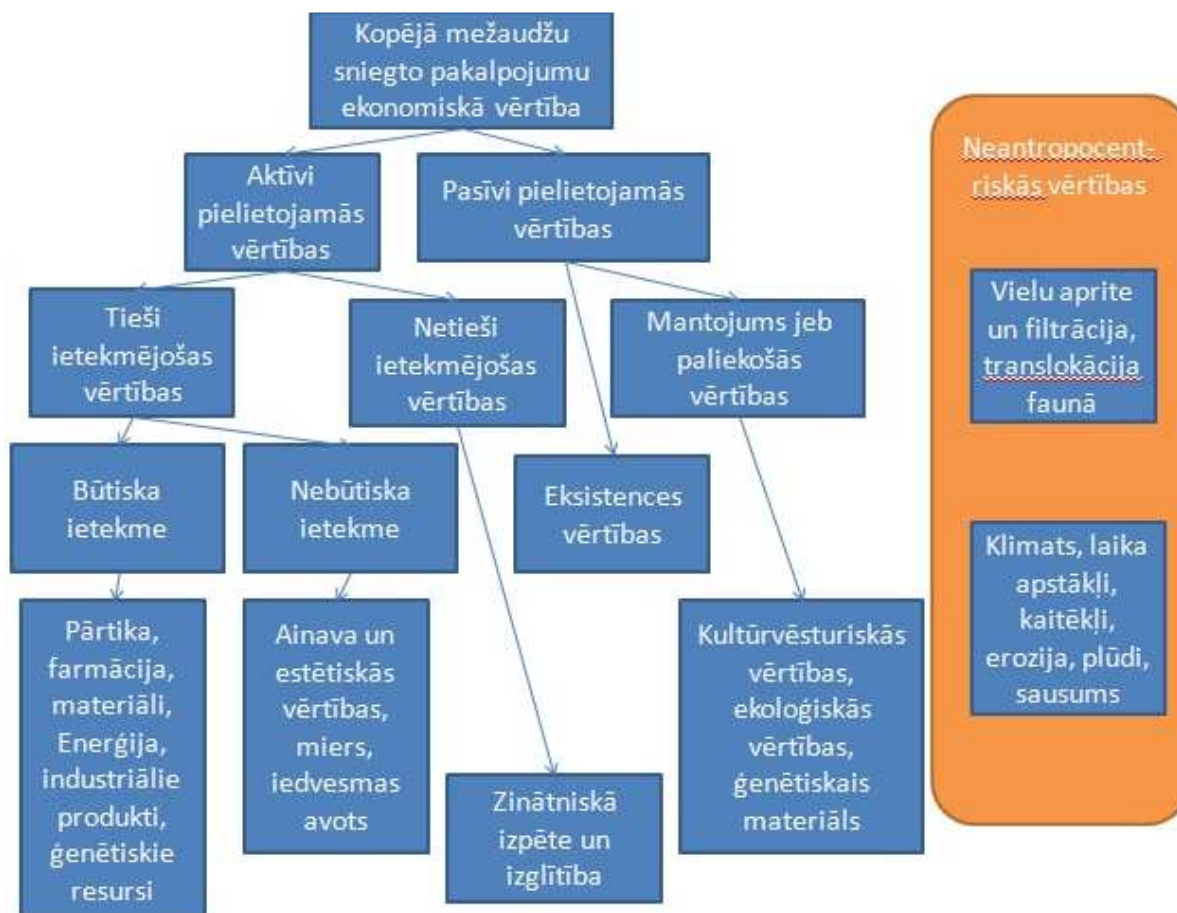 Kopējā mežaudžu
sniegto pakalpojumu
ekonomiskā vērtība
Aktīvi
pielietojamās
vērtības
Pasīvi pielietojamās
vērtības
Tieši
ietekmējošas
vērtības
Netieši
ietekmējošas
vērtības
Mantojums jeb
paliekošās
vērtības
Būtiska
ietekme
Nebūtiska
ietekme
Eksistences
vērtības
Pārtika,
farmācija,
materiāli,
Enerģija,
industriālie
produkti,
ģenētiskie
resursi
Ainava un
estētiskās
vērtības,
miers,
iedvesmas
avots
Zinātniskā
izpēte un
izglītība
Kultūrvēsturiskās
vērtības,
ekoloģiskās
vērtības,
ģenētiskais
materiāls
Neantropocent-
riskās vērtības
Vielu aprite
un filtrācija,
translokācija
faunā
Klimats, laika
apstākļi,
kaitēkļi,
erozija, plūdi,
sausums